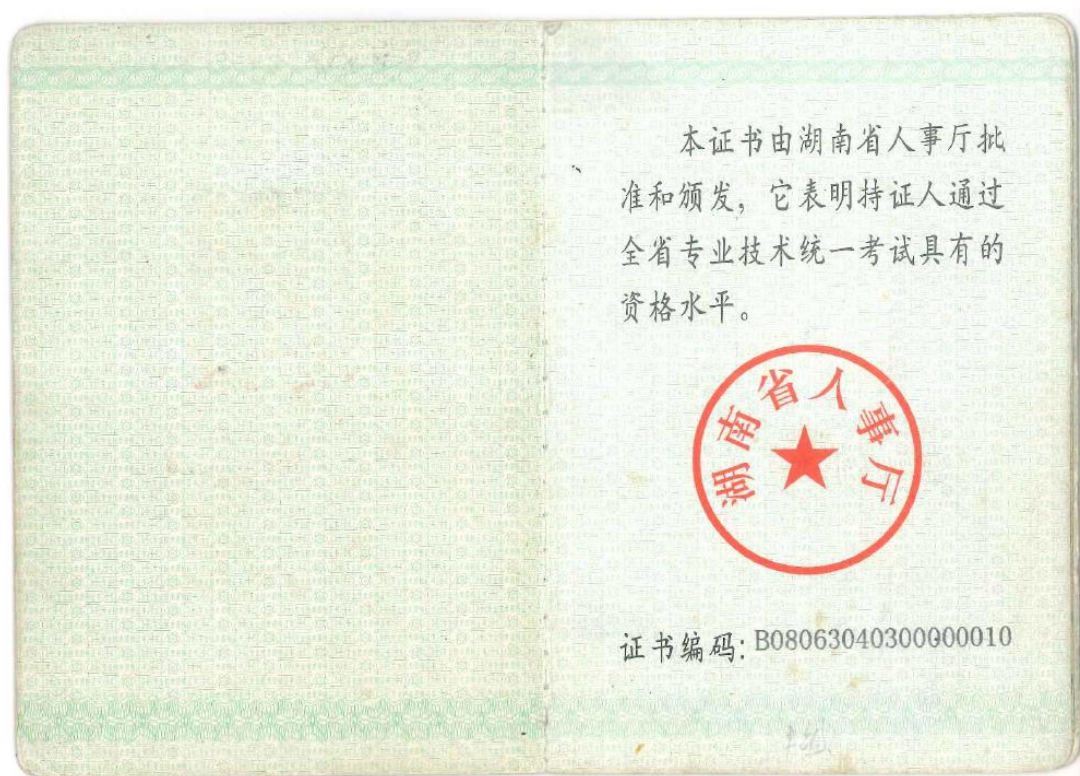 本证书由湖南省人事厅批
准和颁发，它表明持证人通过
全省专业技术统一考试具有的
资格水平。
湖南省人事厅
证书编码: B08063040300000010